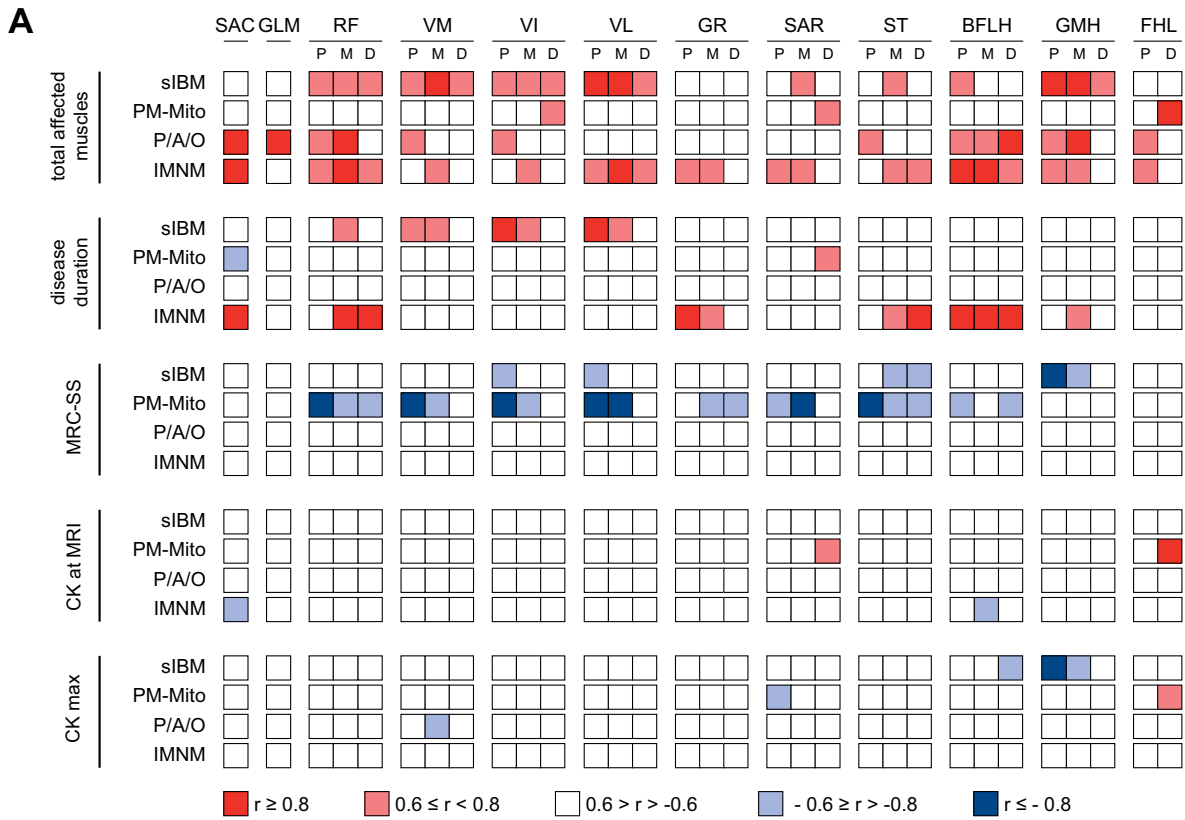 A
SAC GLM RF VM VI VL GR SAR ST BFLH GMH FHL
P M D P M D P M D P M D P M D P M D P M D P M D P M D P D
total affected muscles
sIBM
PM-Mito
P/A/O
IMNM
disease duration
sIBM
PM-Mito
P/A/O
IMNM
MRC-SS
sIBM
PM-Mito
P/A/O
IMNM
CK at MRI
sIBM
PM-Mito
P/A/O
IMNM
CK max
sIBM
PM-Mito
P/A/O
IMNM
r ≥ 0.8 0.6 ≤ r < 0.8 0.6 > r > -0.6 - 0.6 ≥ r > -0.8 r ≤ - 0.8